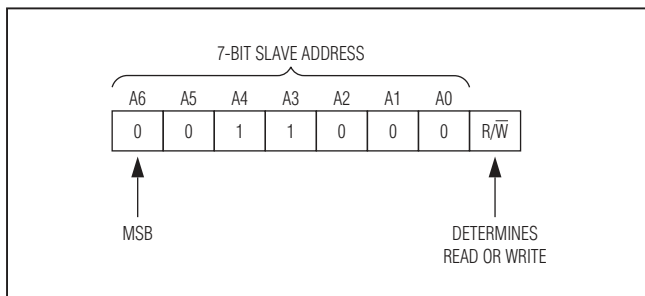 7-BIT SLAVE ADDRESS
A6 A5 A4 A3 A2 A1 A0
0 0 1 1 0 0 0 R/W̅
MSB
DETERMINES
READ OR WRITE